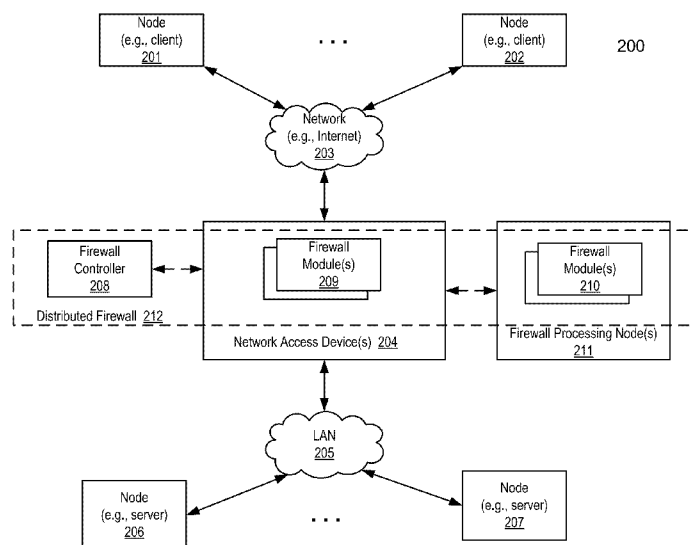 Node
(e.g., client)
201
. . .
Node
(e.g., client)
202
200
Network
(e.g., Internet)
203
Firewall
Controller
208
Distributed Firewall 212
Firewall
Module(s)
209
Network Access Device(s) 204
Firewall
Module(s)
210
Firewall Processing Node(s)
211
LAN
205
Node
(e.g., server)
206
. . .
Node
(e.g., server)
207